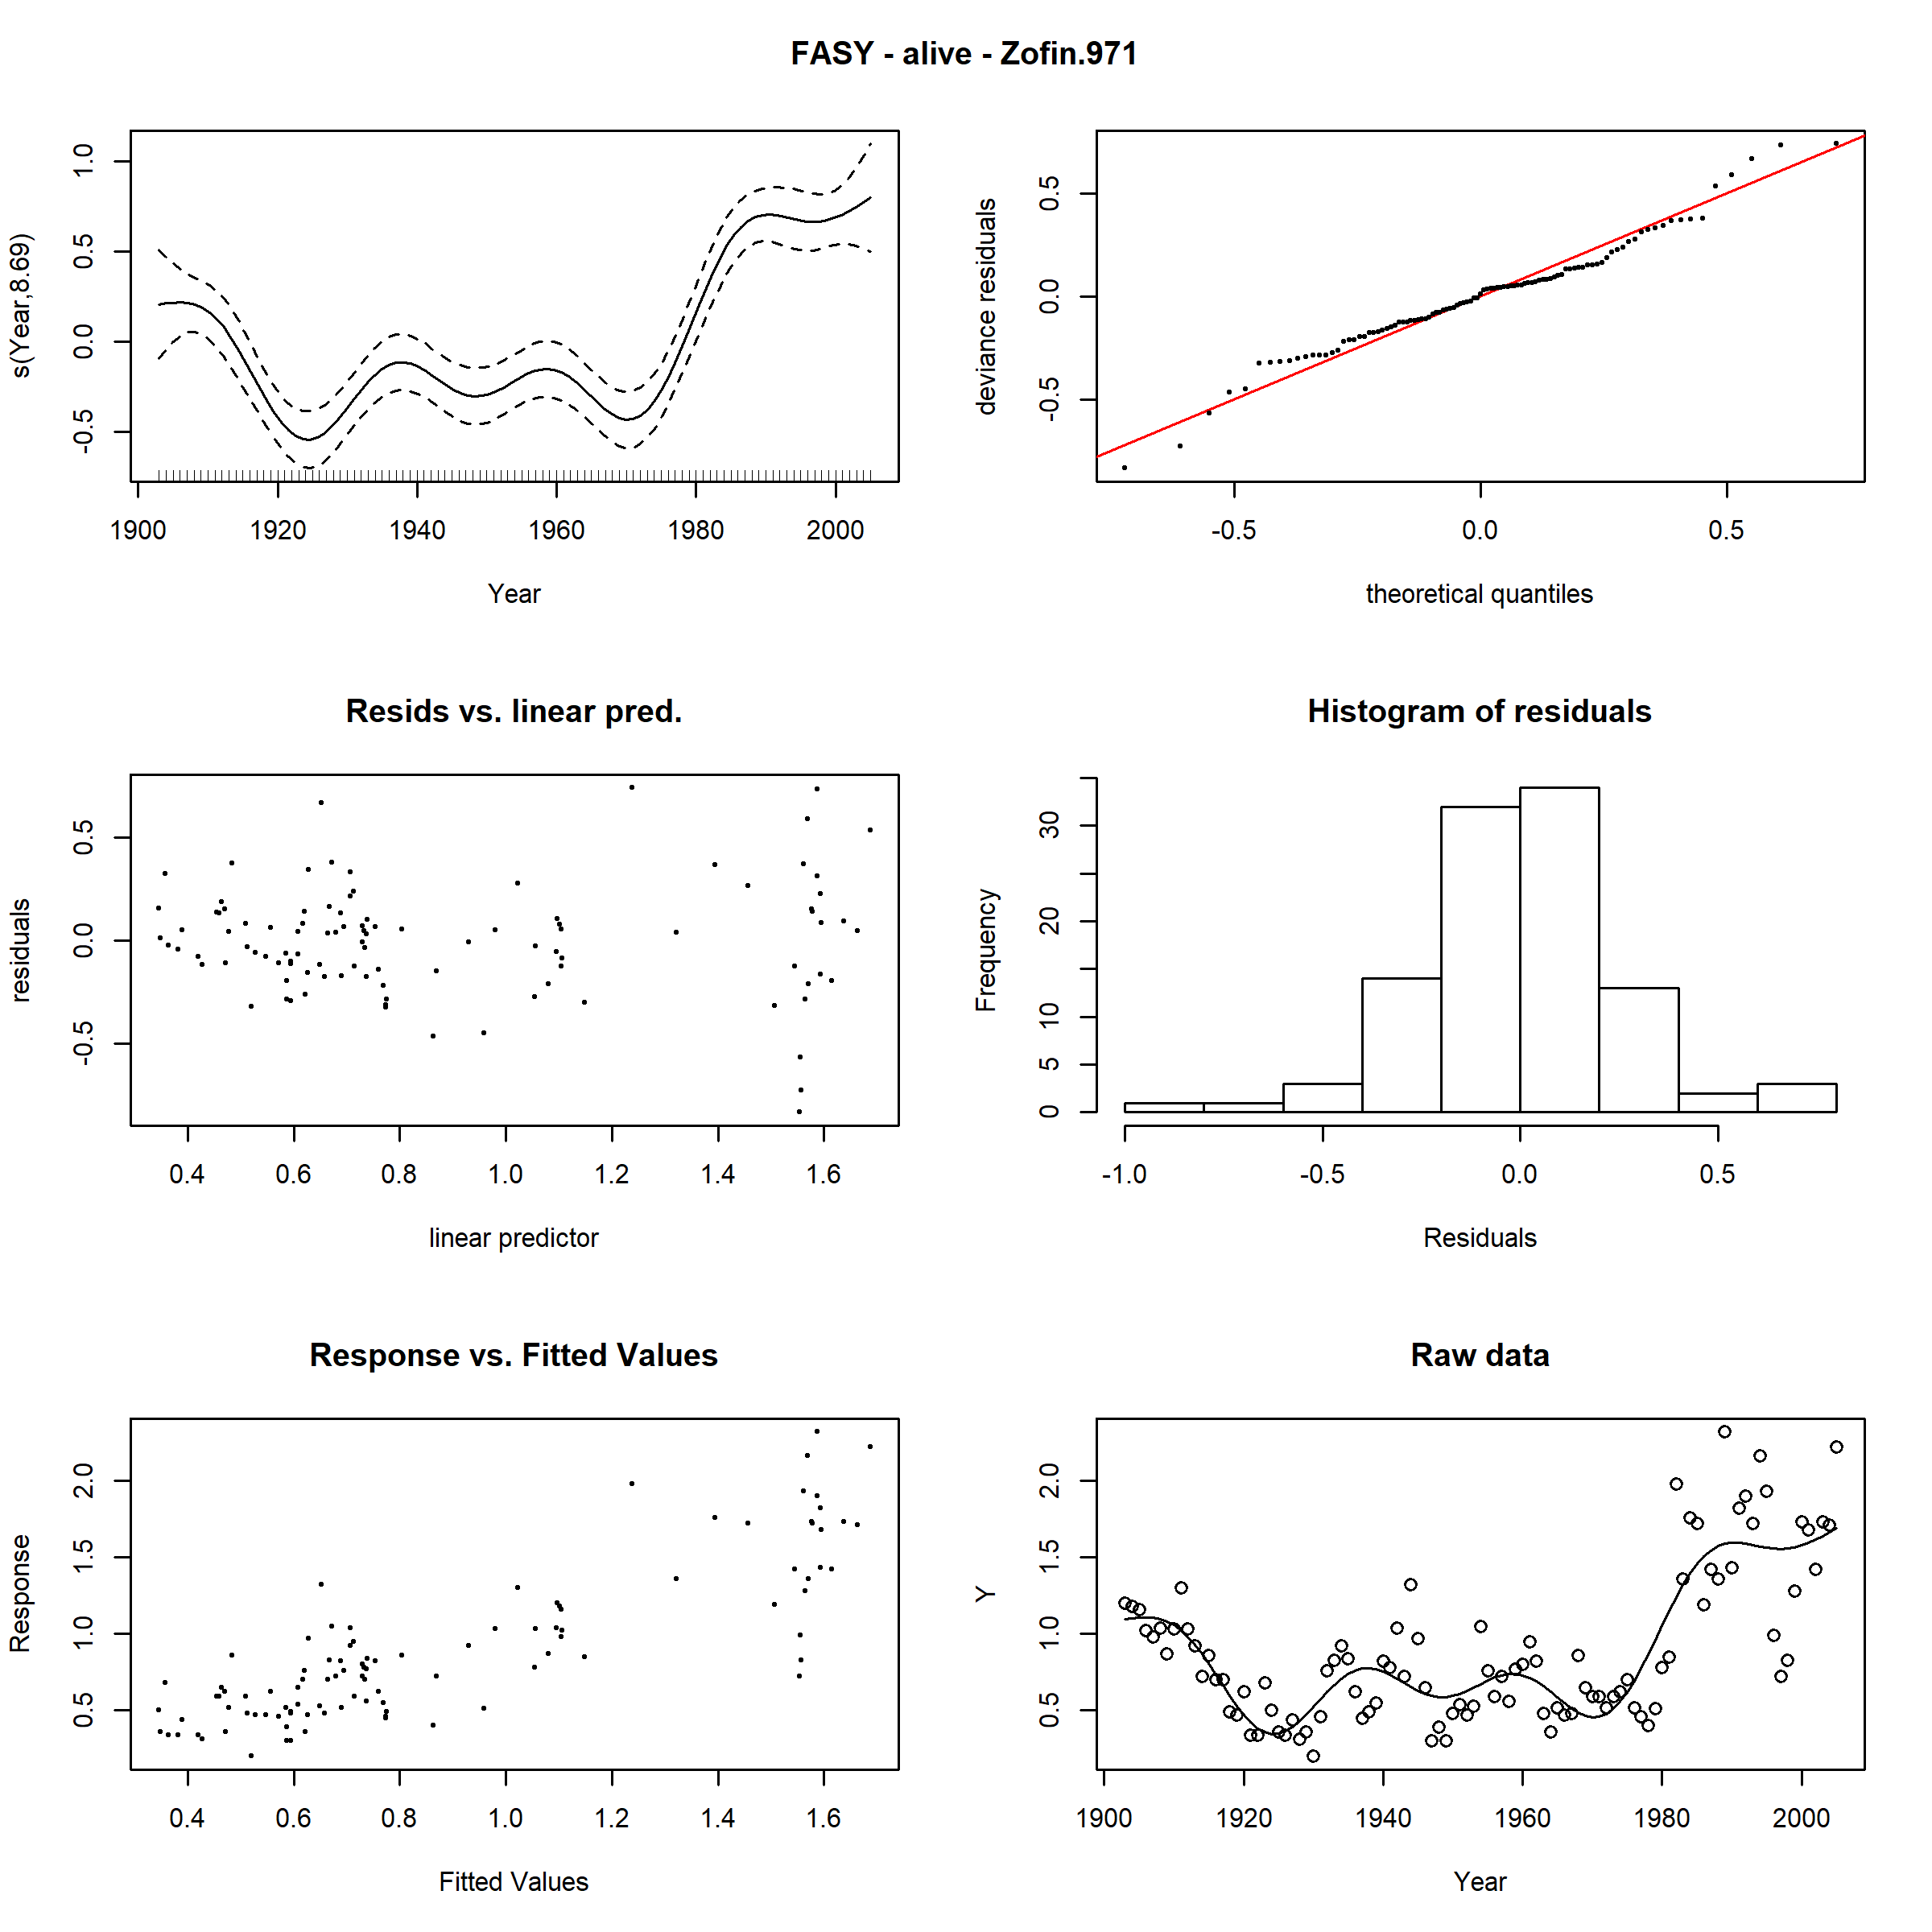 FASY - alive - Zofin.971
s(Year,8.69)
-0.5 0.0 0.5 1.0
1900 1920 1940 1960 1980 2000
Year
deviance residuals
-0.5 0.0 0.5
-0.5 0.0 0.5
theoretical quantiles
Resids vs. linear pred.
residuals
-0.5 0.0 0.5
0.4 0.6 0.8 1.0 1.2 1.4 1.6
linear predictor
Histogram of residuals
Frequency
0 5 10 20 30
-1.0 -0.5 0.0 0.5
Residuals
Response vs. Fitted Values
Response
0.5 1.0 1.5 2.0
0.4 0.6 0.8 1.0 1.2 1.4 1.6
Fitted Values
Raw data
Y
0.5 1.0 1.5 2.0
1900 1920 1940 1960 1980 2000
Year